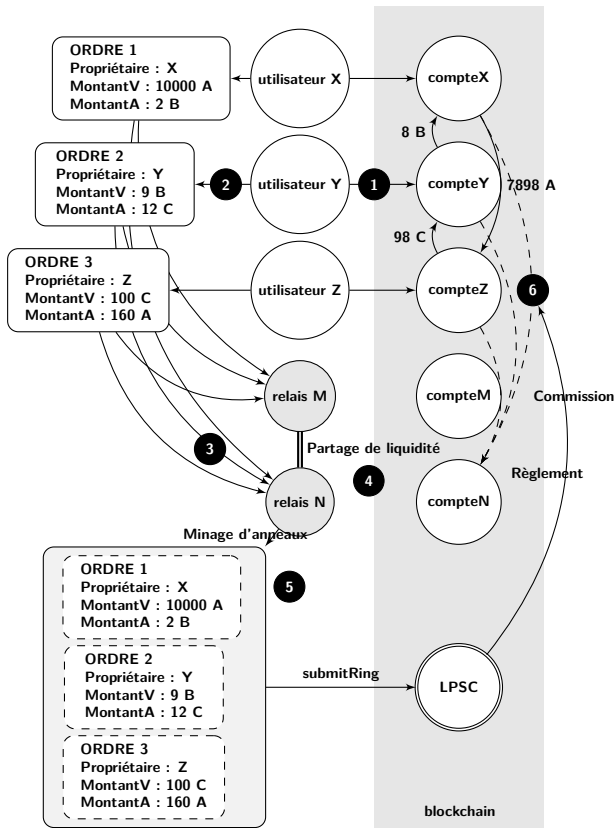 ORDRE 1
Propriétaire : X
MontantV : 10000 A
MontantA : 2 B
utilisateur X
compteX
8 B
ORDRE 2
Propriétaire : Y
MontantV : 9 B
MontantA : 12 C
2
utilisateur Y
1
compteY
7898 A
98 C
ORDRE 3
Propriétaire : Z
MontantV : 100 C
MontantA : 160 A
utilisateur Z
compteZ
6
relais M
compteM
Commission
3
Partage de liquidité
4
Règlement
relais N
compteN
Minage d'anneaux
5
ORDRE 1
Propriétaire : X
MontantV : 10000 A
MontantA : 2 B
ORDRE 2
Propriétaire : Y
MontantV : 9 B
MontantA : 12 C
submitRing
LPSC
ORDRE 3
Propriétaire : Z
MontantV : 100 C
MontantA : 160 A
blockchain